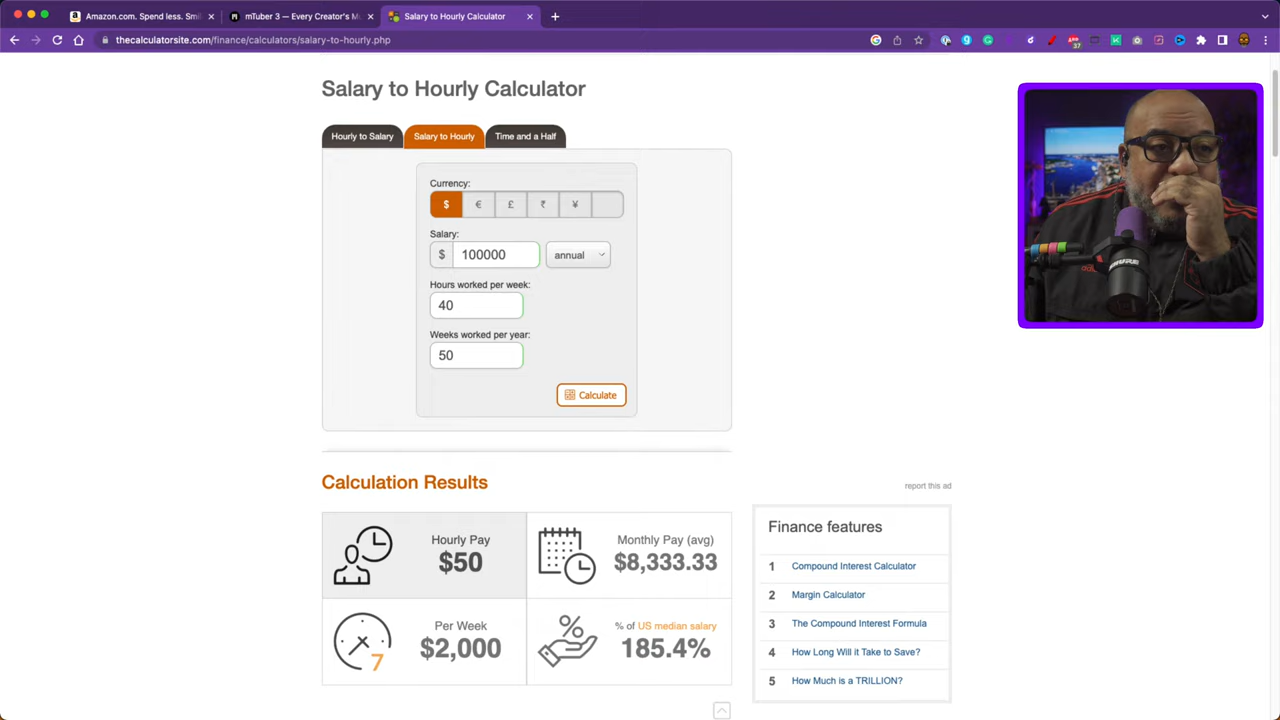 Amazon.com. Spend less. Smi
mTuber 3 — Every Creator's Mu
Salary to Hourly Calculator
thecalculatorsite.com/finance/calculators/salary-to-hourly.php
37
Salary to Hourly Calculator
Hourly to Salary
Salary to Hourly
Time and a Half
Currency:
$ € £ ₹ ¥
Salary:
$ 100000 annual
Hours worked per week:
40
Weeks worked per year:
50
Calculate
Calculation Results
report this ad
Hourly Pay
$50
Monthly Pay (avg)
$8,333.33
7
Per Week
$2,000
% of US median salary
185.4%
Finance features
1 Compound Interest Calculator
2 Margin Calculator
3 The Compound Interest Formula
4 How Long Will it Take to Save?
5 How Much is a TRILLION?